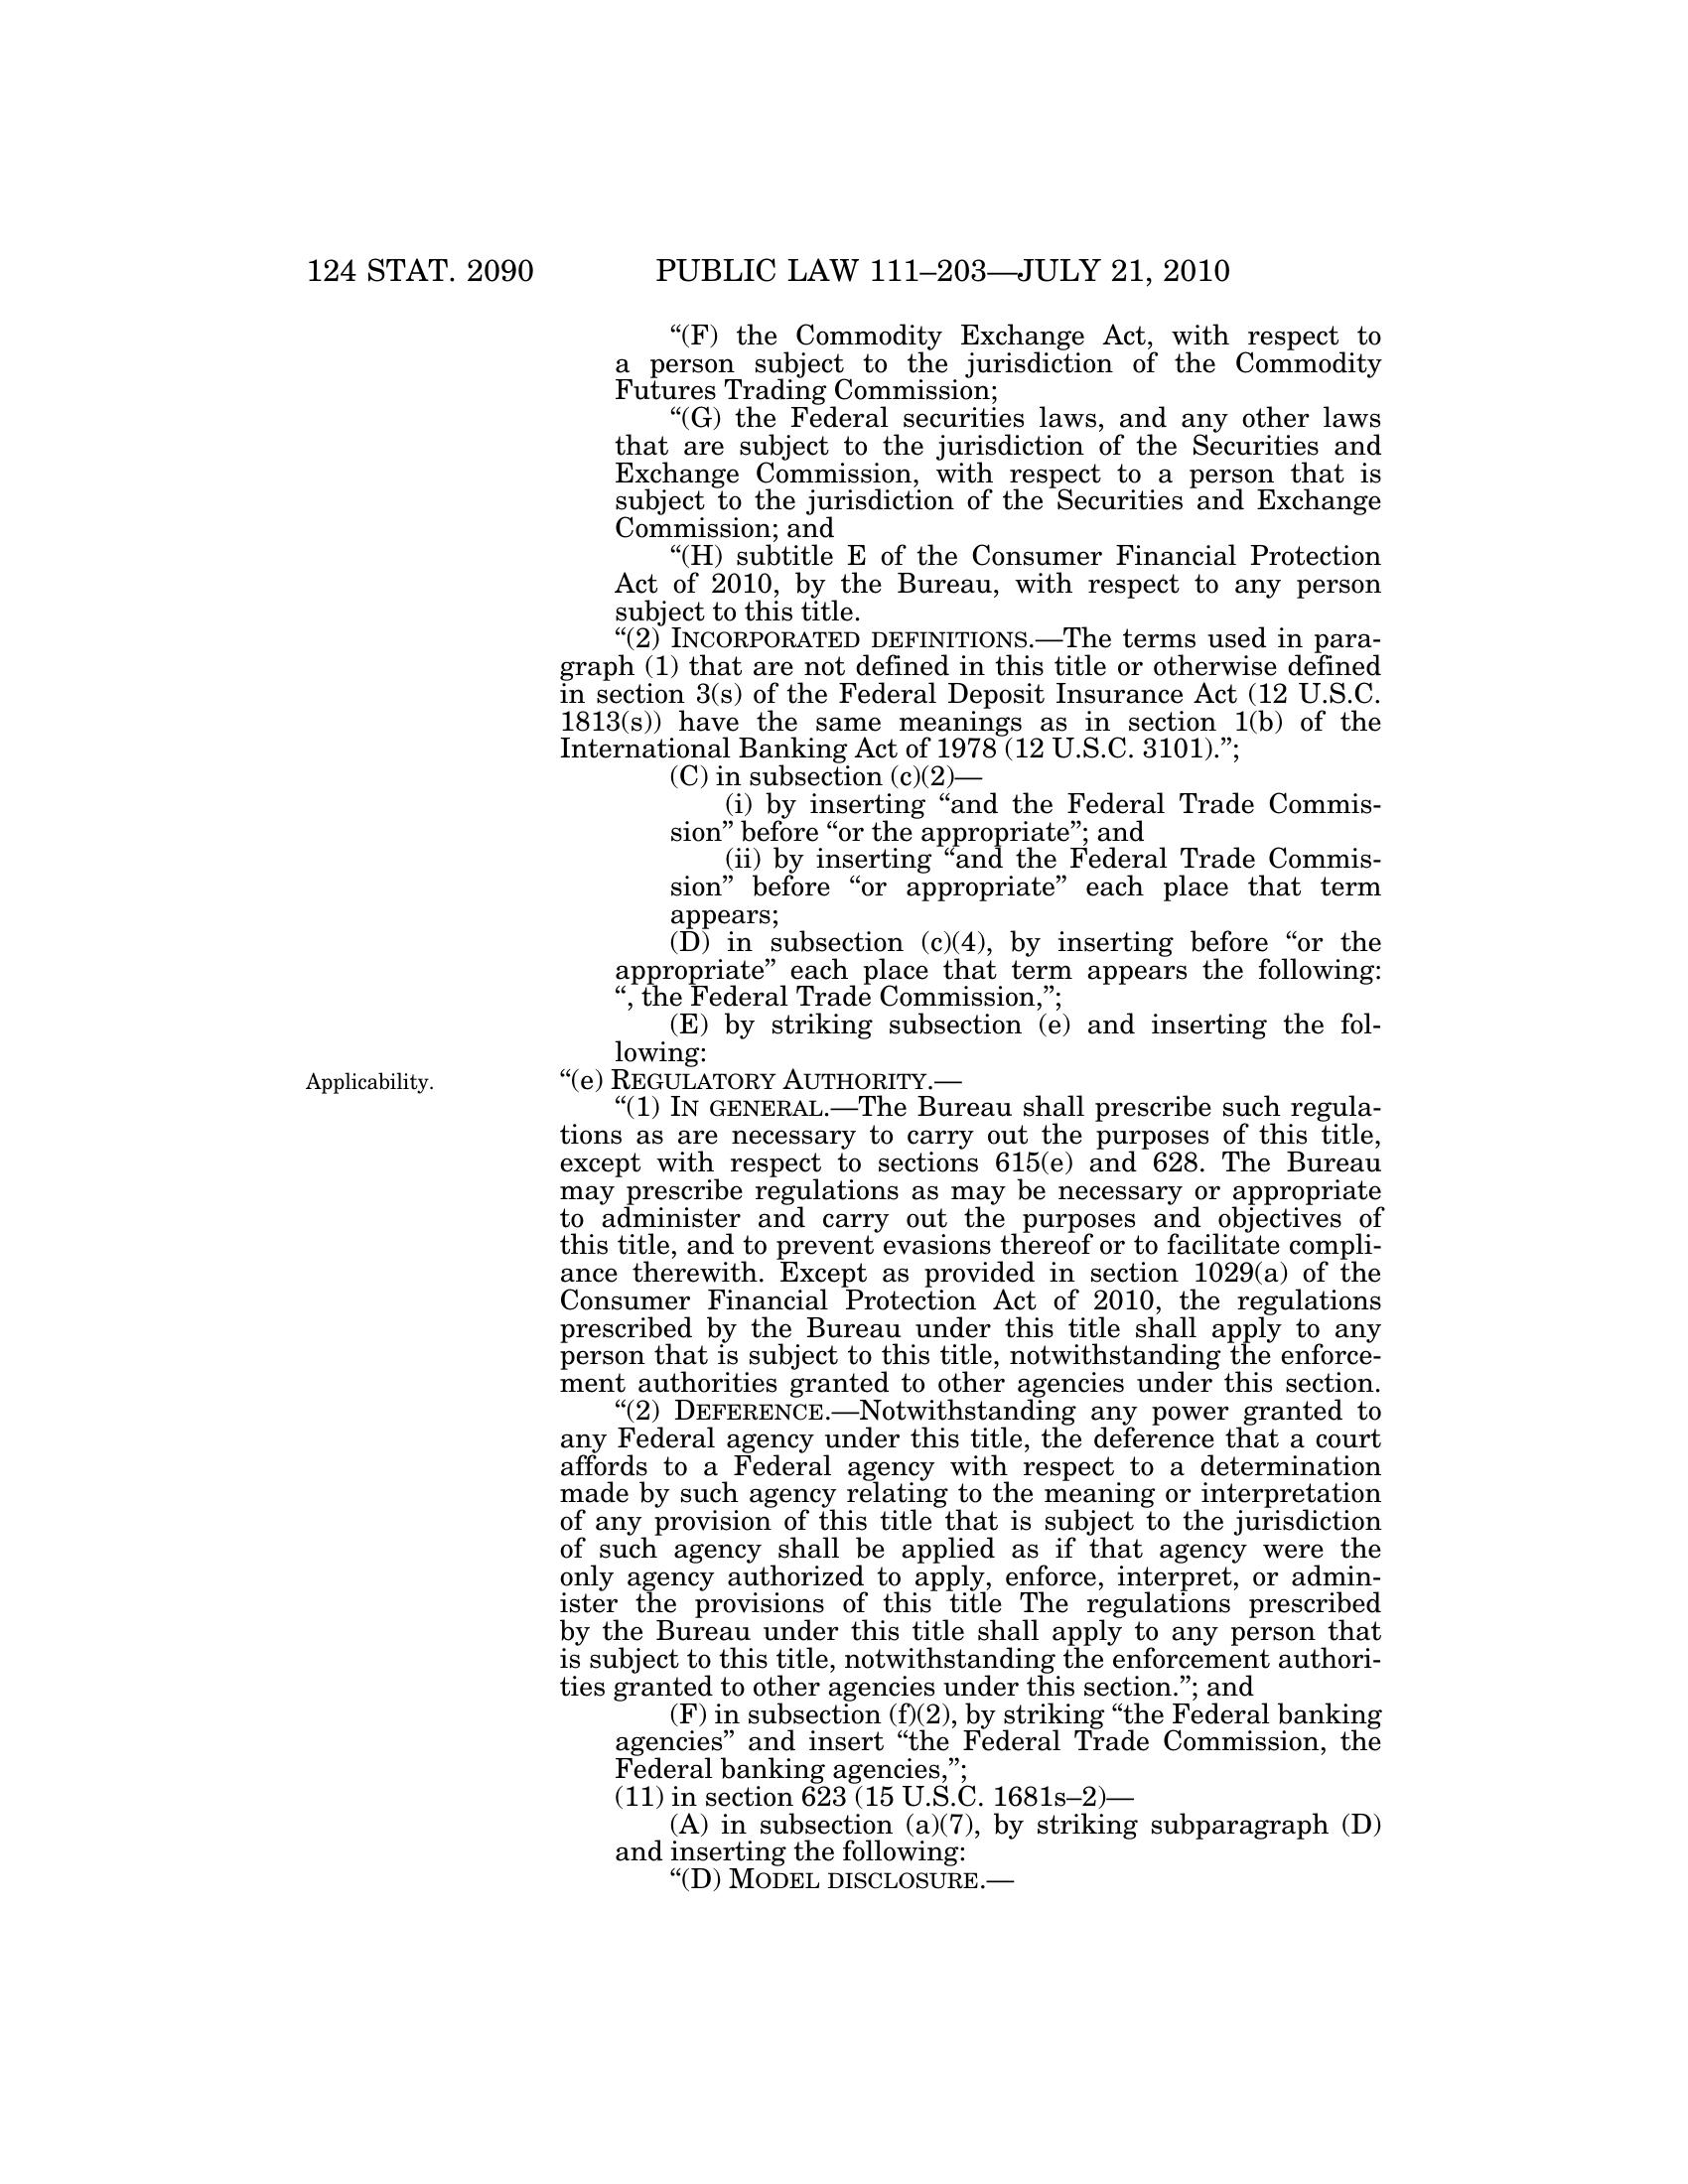 124 STAT. 2090 PUBLIC LAW 111–203—JULY 21, 2010
“(F) the Commodity Exchange Act, with respect to
a person subject to the jurisdiction of the Commodity
Futures Trading Commission;
“(G) the Federal securities laws, and any other laws
that are subject to the jurisdiction of the Securities and
Exchange Commission, with respect to a person that is
subject to the jurisdiction of the Securities and Exchange
Commission; and
“(H) subtitle E of the Consumer Financial Protection
Act of 2010, by the Bureau, with respect to any person
subject to this title.
“(2) INCORPORATED DEFINITIONS.—The terms used in para-
graph (1) that are not defined in this title or otherwise defined
in section 3(s) of the Federal Deposit Insurance Act (12 U.S.C.
1813(s)) have the same meanings as in section 1(b) of the
International Banking Act of 1978 (12 U.S.C. 3101).”;
(C) in subsection (c)(2)—
(i) by inserting “and the Federal Trade Commis-
sion” before “or the appropriate”; and
(ii) by inserting “and the Federal Trade Commis-
sion” before “or appropriate” each place that term
appears;
(D) in subsection (c)(4), by inserting before “or the
appropriate” each place that term appears the following:
“, the Federal Trade Commission,”;
(E) by striking subsection (e) and inserting the fol-
lowing:
Applicability.
“(e) REGULATORY AUTHORITY.—
“(1) IN GENERAL.—The Bureau shall prescribe such regula-
tions as are necessary to carry out the purposes of this title,
except with respect to sections 615(e) and 628. The Bureau
may prescribe regulations as may be necessary or appropriate
to administer and carry out the purposes and objectives of
this title, and to prevent evasions thereof or to facilitate compli-
ance therewith. Except as provided in section 1029(a) of the
Consumer Financial Protection Act of 2010, the regulations
prescribed by the Bureau under this title shall apply to any
person that is subject to this title, notwithstanding the enforce-
ment authorities granted to other agencies under this section.
“(2) DEFERENCE.—Notwithstanding any power granted to
any Federal agency under this title, the deference that a court
affords to a Federal agency with respect to a determination
made by such agency relating to the meaning or interpretation
of any provision of this title that is subject to the jurisdiction
of such agency shall be applied as if that agency were the
only agency authorized to apply, enforce, interpret, or admin-
ister the provisions of this title The regulations prescribed
by the Bureau under this title shall apply to any person that
is subject to this title, notwithstanding the enforcement authori-
ties granted to other agencies under this section.”; and
(F) in subsection (f)(2), by striking “the Federal banking
agencies” and insert “the Federal Trade Commission, the
Federal banking agencies,”;
(11) in section 623 (15 U.S.C. 1681s–2)—
(A) in subsection (a)(7), by striking subparagraph (D)
and inserting the following:
“(D) MODEL DISCLOSURE.—